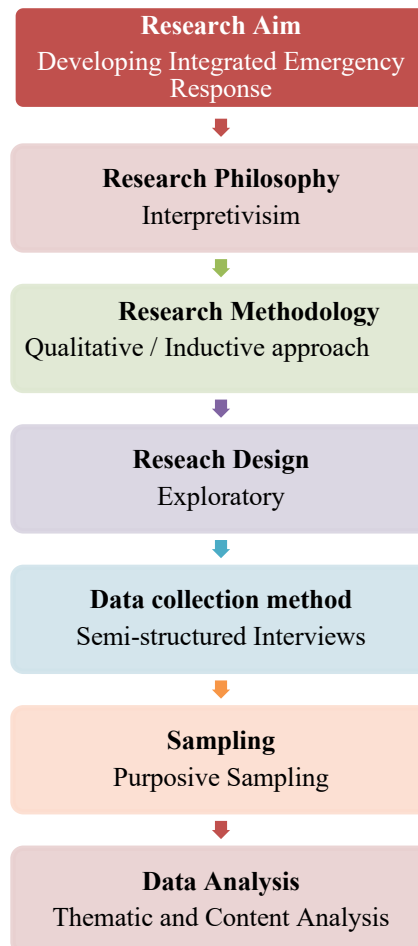 Research Aim
Developing Integrated Emergency
Response
Research Philosophy
Interpretivisim
Research Methodology
Qualitative / Inductive approach
Reseach Design
Exploratory
Data collection method
Semi-structured Interviews
Sampling
Purposive Sampling
Data Analysis
Thematic and Content Analysis